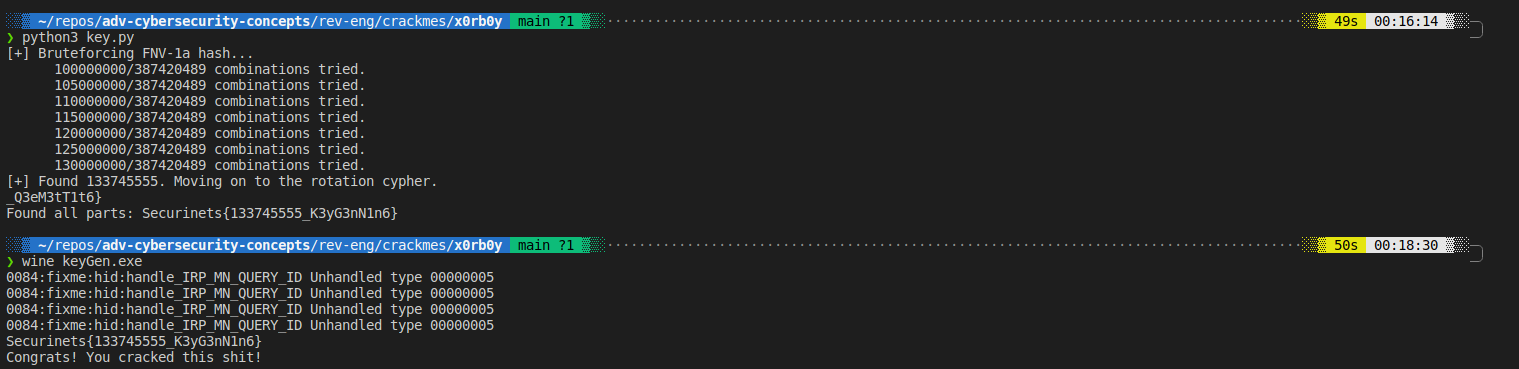 ~/repos/adv-cybersecurity-concepts/rev-eng/crackmes/x0rb0y main ?1 49s 00:16:14
❯ python3 key.py
[+] Bruteforcing FNV-1a hash...
100000000/387420489 combinations tried.
105000000/387420489 combinations tried.
110000000/387420489 combinations tried.
115000000/387420489 combinations tried.
120000000/387420489 combinations tried.
125000000/387420489 combinations tried.
130000000/387420489 combinations tried.
[+] Found 133745555. Moving on to the rotation cypher.
_Q3eM3tT1t6}
Found all parts: Securinets{133745555_K3yG3nN1n6}
~/repos/adv-cybersecurity-concepts/rev-eng/crackmes/x0rb0y main ?1 50s 00:18:30
❯ wine keyGen.exe
0084:fixme:hid:handle_IRP_MN_QUERY_ID Unhandled type 00000005
0084:fixme:hid:handle_IRP_MN_QUERY_ID Unhandled type 00000005
0084:fixme:hid:handle_IRP_MN_QUERY_ID Unhandled type 00000005
0084:fixme:hid:handle_IRP_MN_QUERY_ID Unhandled type 00000005
Securinets{133745555_K3yG3nN1n6}
Congrats! You cracked this shit!